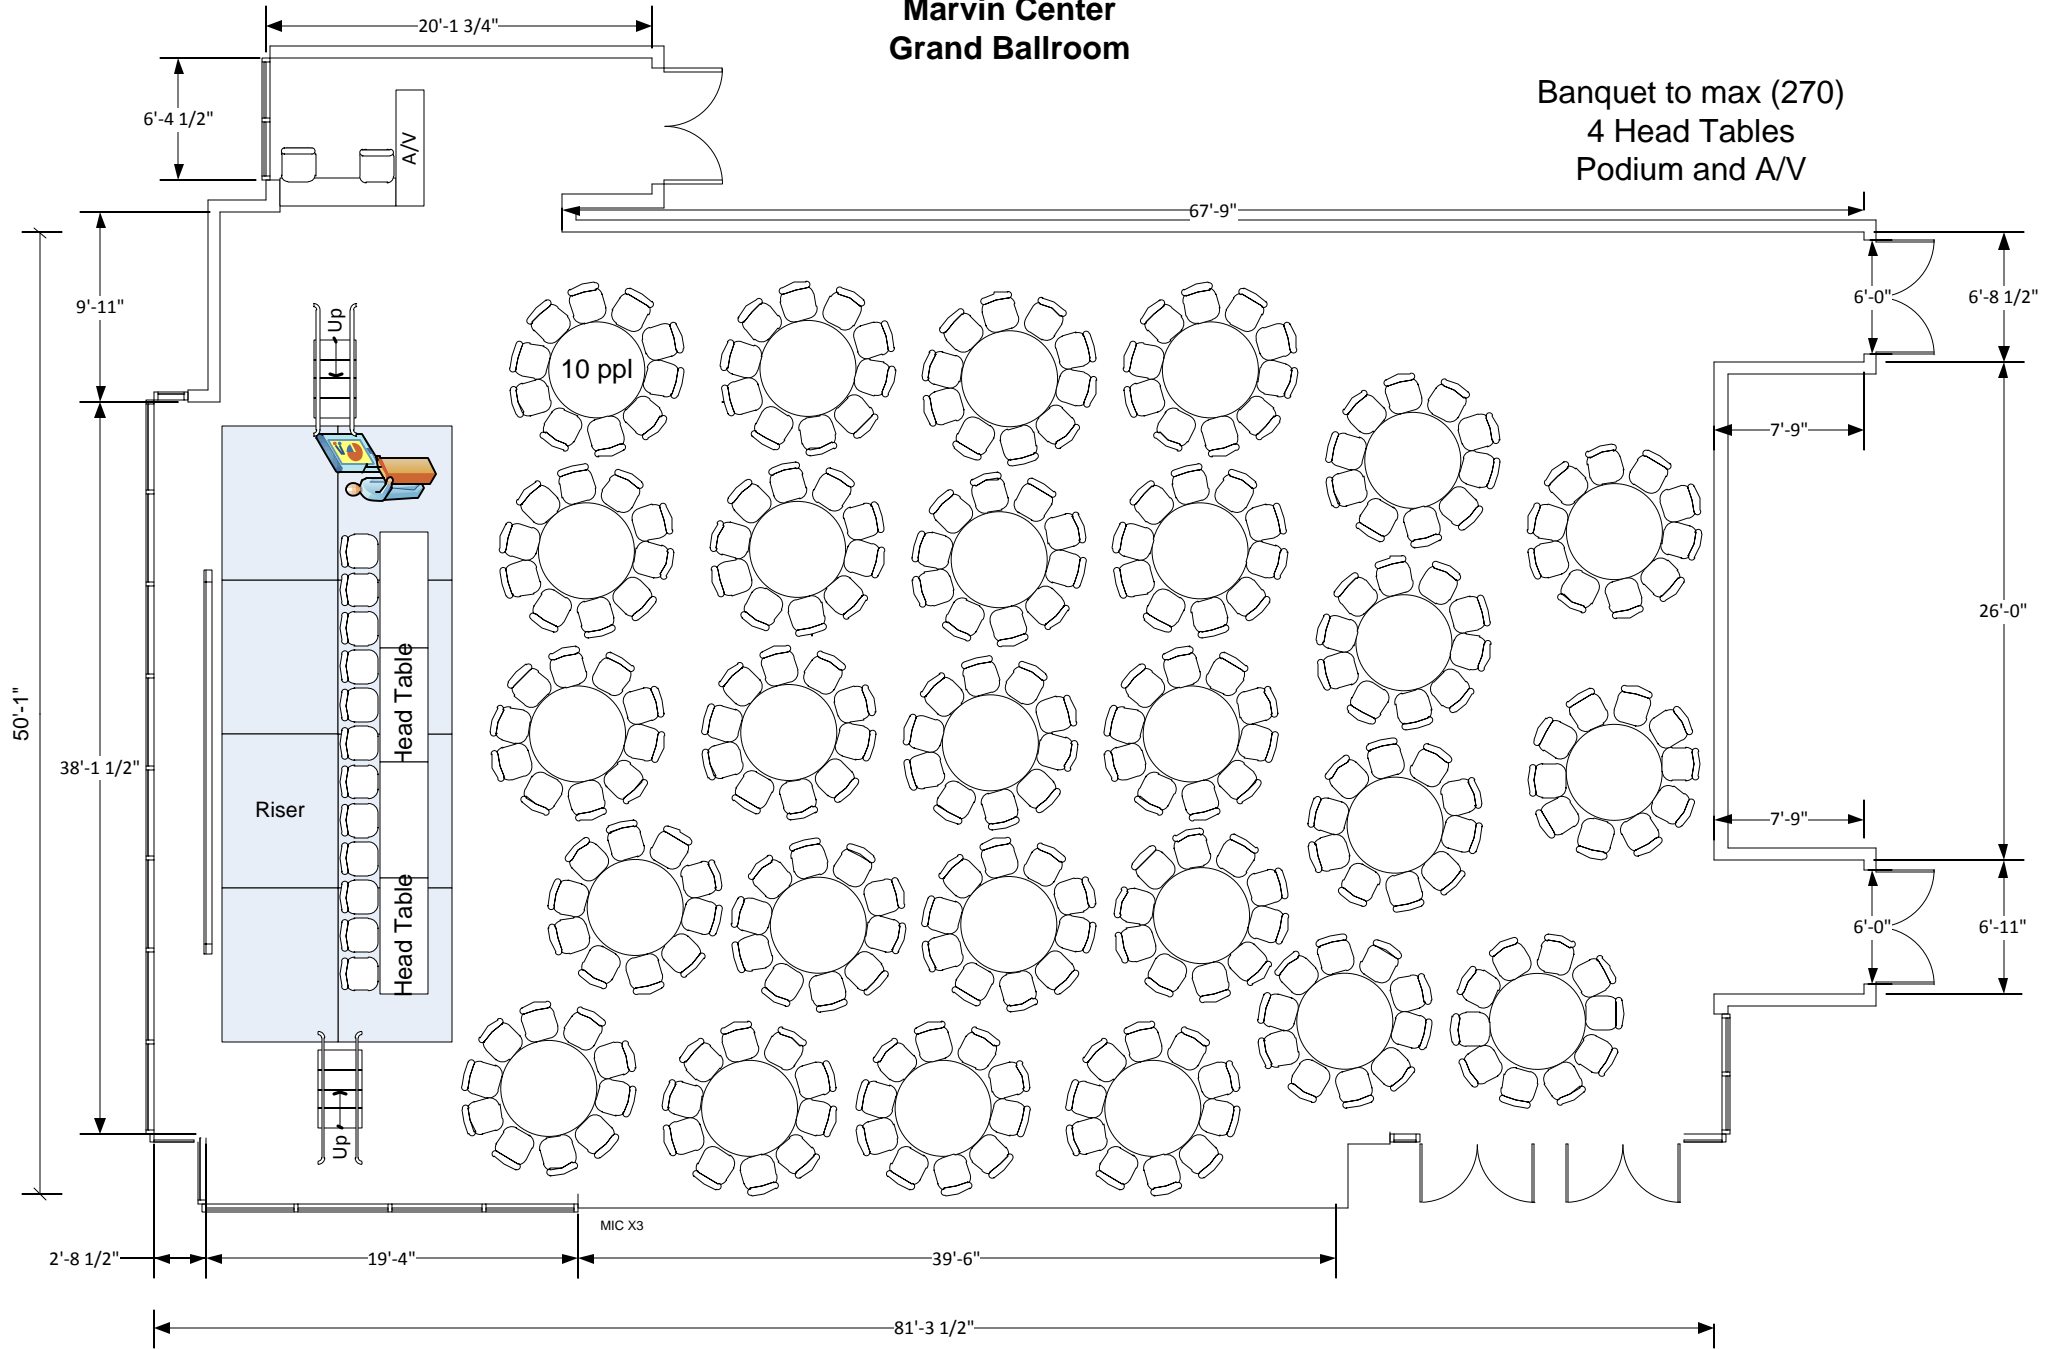 Marvin Center
Grand Ballroom
20'-1 3/4"
Banquet to max (270)
4 Head Tables
Podium and A/V
6'-4 1/2"
A/V
67'-9"
9'-11"
Up
6'-0"
6'-8 1/2"
10 ppl
7'-9"
26'-0"
50'-1"
38'-1 1/2"
Head Table
Riser
7'-9"
Head Table
6'-0"
6'-11"
Up
MIC X3
2'-8 1/2"
19'-4"
39'-6"
81'-3 1/2"